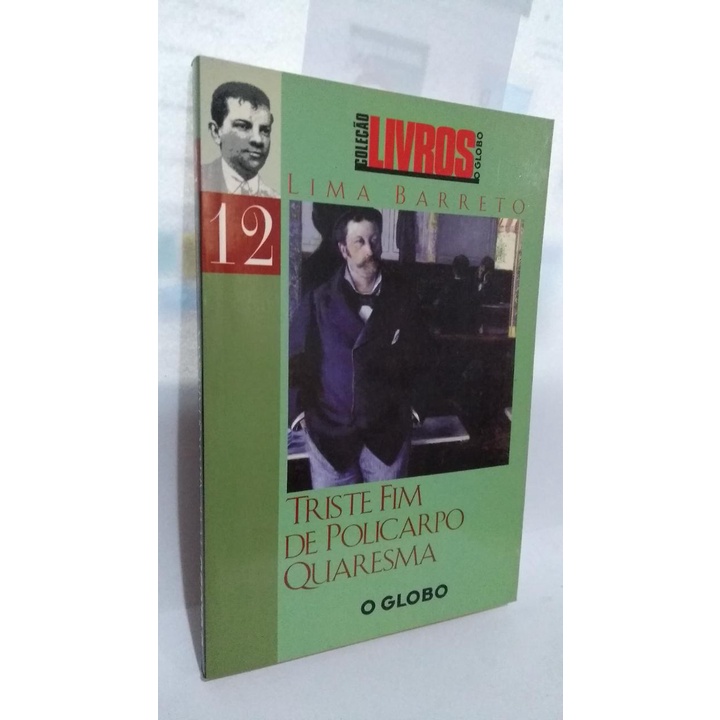 COLEÇÃO
LIVROS
O GLOBO
LIMA BARRETO
12
TRISTE FIM
DE POLICARPO
QUARESMA
O GLOBO